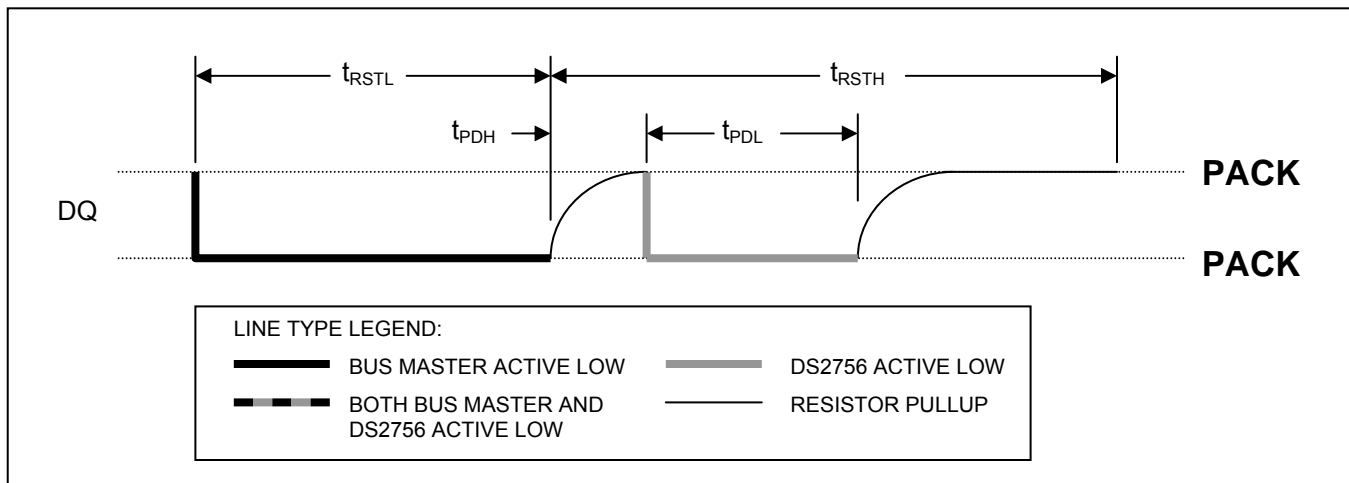 tRSTL
tRSTH
tPDH
tPDL
PACK
DQ
PACK
LINE TYPE LEGEND:
BUS MASTER ACTIVE LOW
DS2756 ACTIVE LOW
BOTH BUS MASTER AND
DS2756 ACTIVE LOW
RESISTOR PULLUP